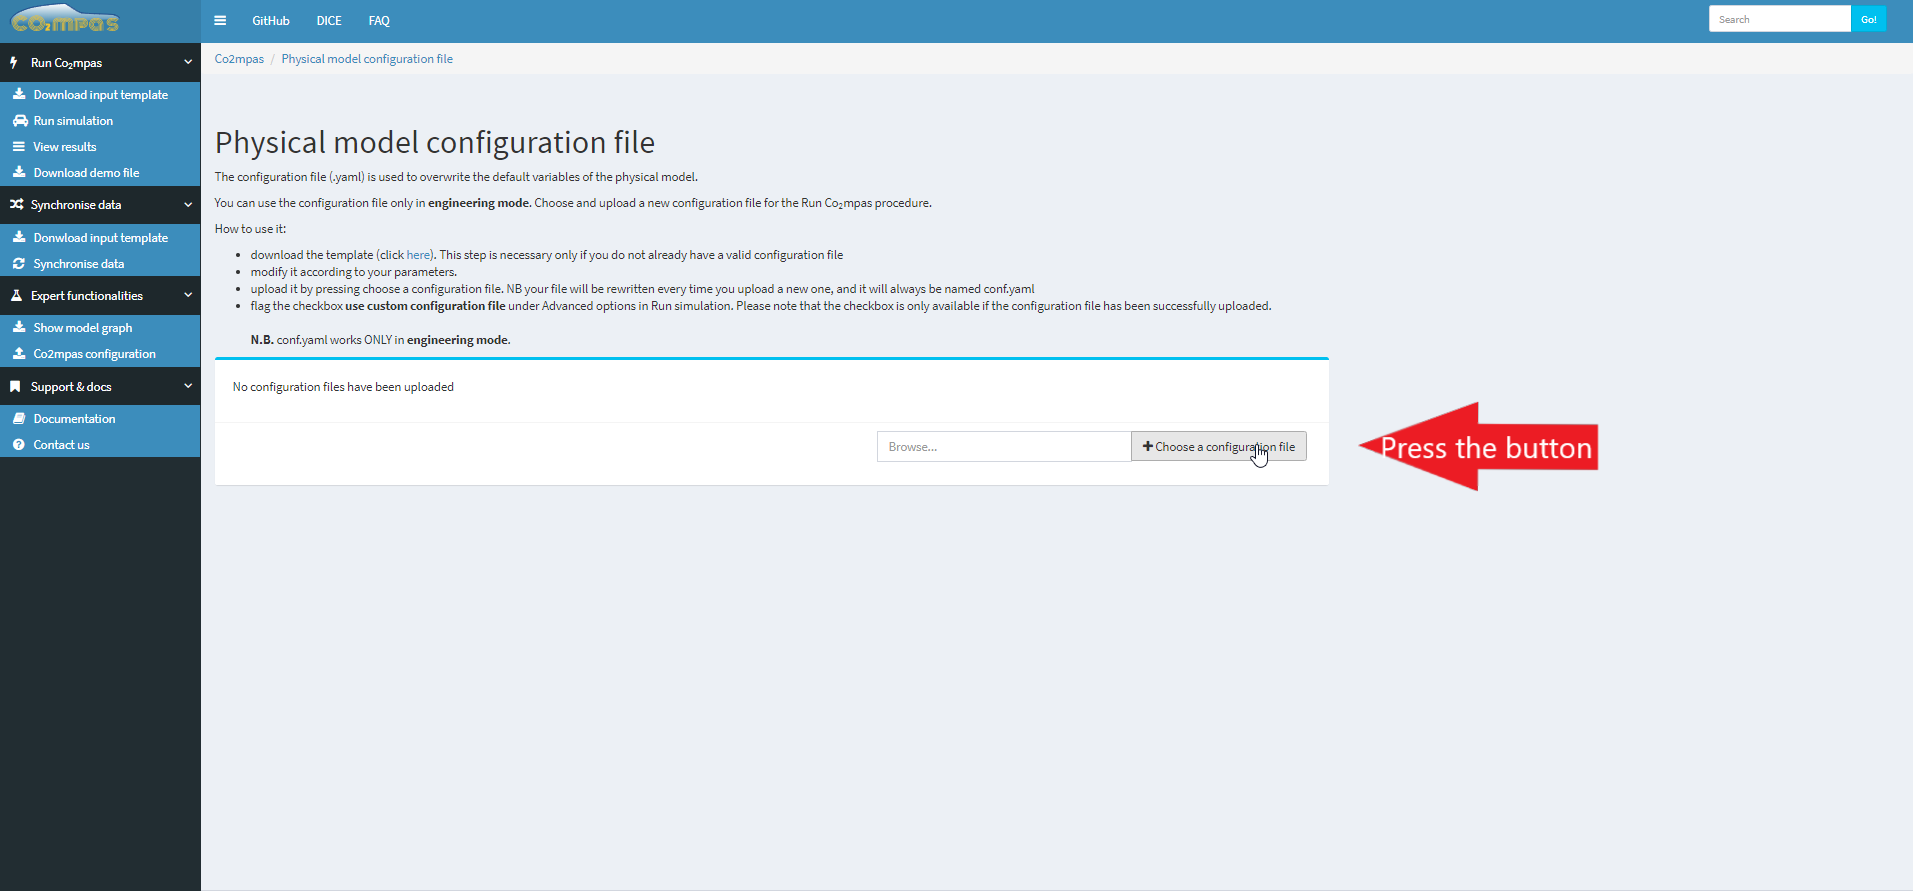 CO2MPAS
GitHub
DICE
FAQ
Search
Go!
Run Co₂mpas
Download input template
Run simulation
View results
Download demo file
Synchronise data
Donwload input template
Synchronise data
Expert functionalities
Show model graph
Co2mpas configuration
Support & docs
Documentation
Contact us
Co2mpas / Physical model configuration file
Physical model configuration file
The configuration file (.yaml) is used to overwrite the default variables of the physical model.
You can use the configuration file only in engineering mode. Choose and upload a new configuration file for the Run Co₂mpas procedure.
How to use it:
• download the template (click here). This step is necessary only if you do not already have a valid configuration file
• modify it according to your parameters.
• upload it by pressing choose a configuration file. NB your file will be rewritten every time you upload a new one, and it will always be named conf.yaml
• flag the checkbox use custom configuration file under Advanced options in Run simulation. Please note that the checkbox is only available if the configuration file has been successfully uploaded.
N.B. conf.yaml works ONLY in engineering mode.
No configuration files have been uploaded
Browse...
Choose a configuration file
Press the button